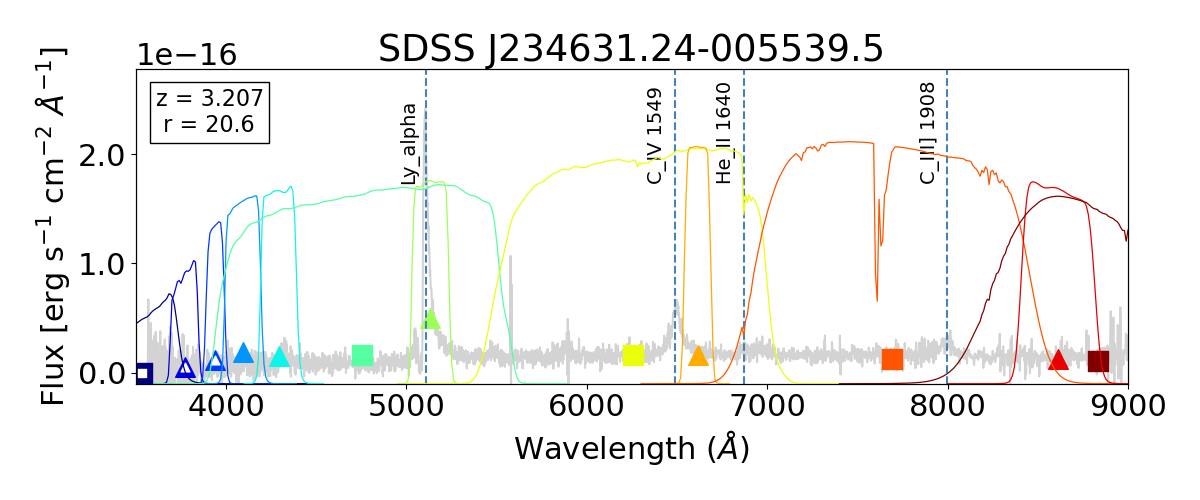 SDSS J234631.24-005539.5
1e−16
z = 3.207
r = 20.6
Ly_alpha
C_IV 1549
He_II 1640
C_III] 1908
2.0
1.0
0.0
Flux [erg s⁻¹ cm⁻² Å⁻¹]
4000 5000 6000 7000 8000 9000
Wavelength (Å)